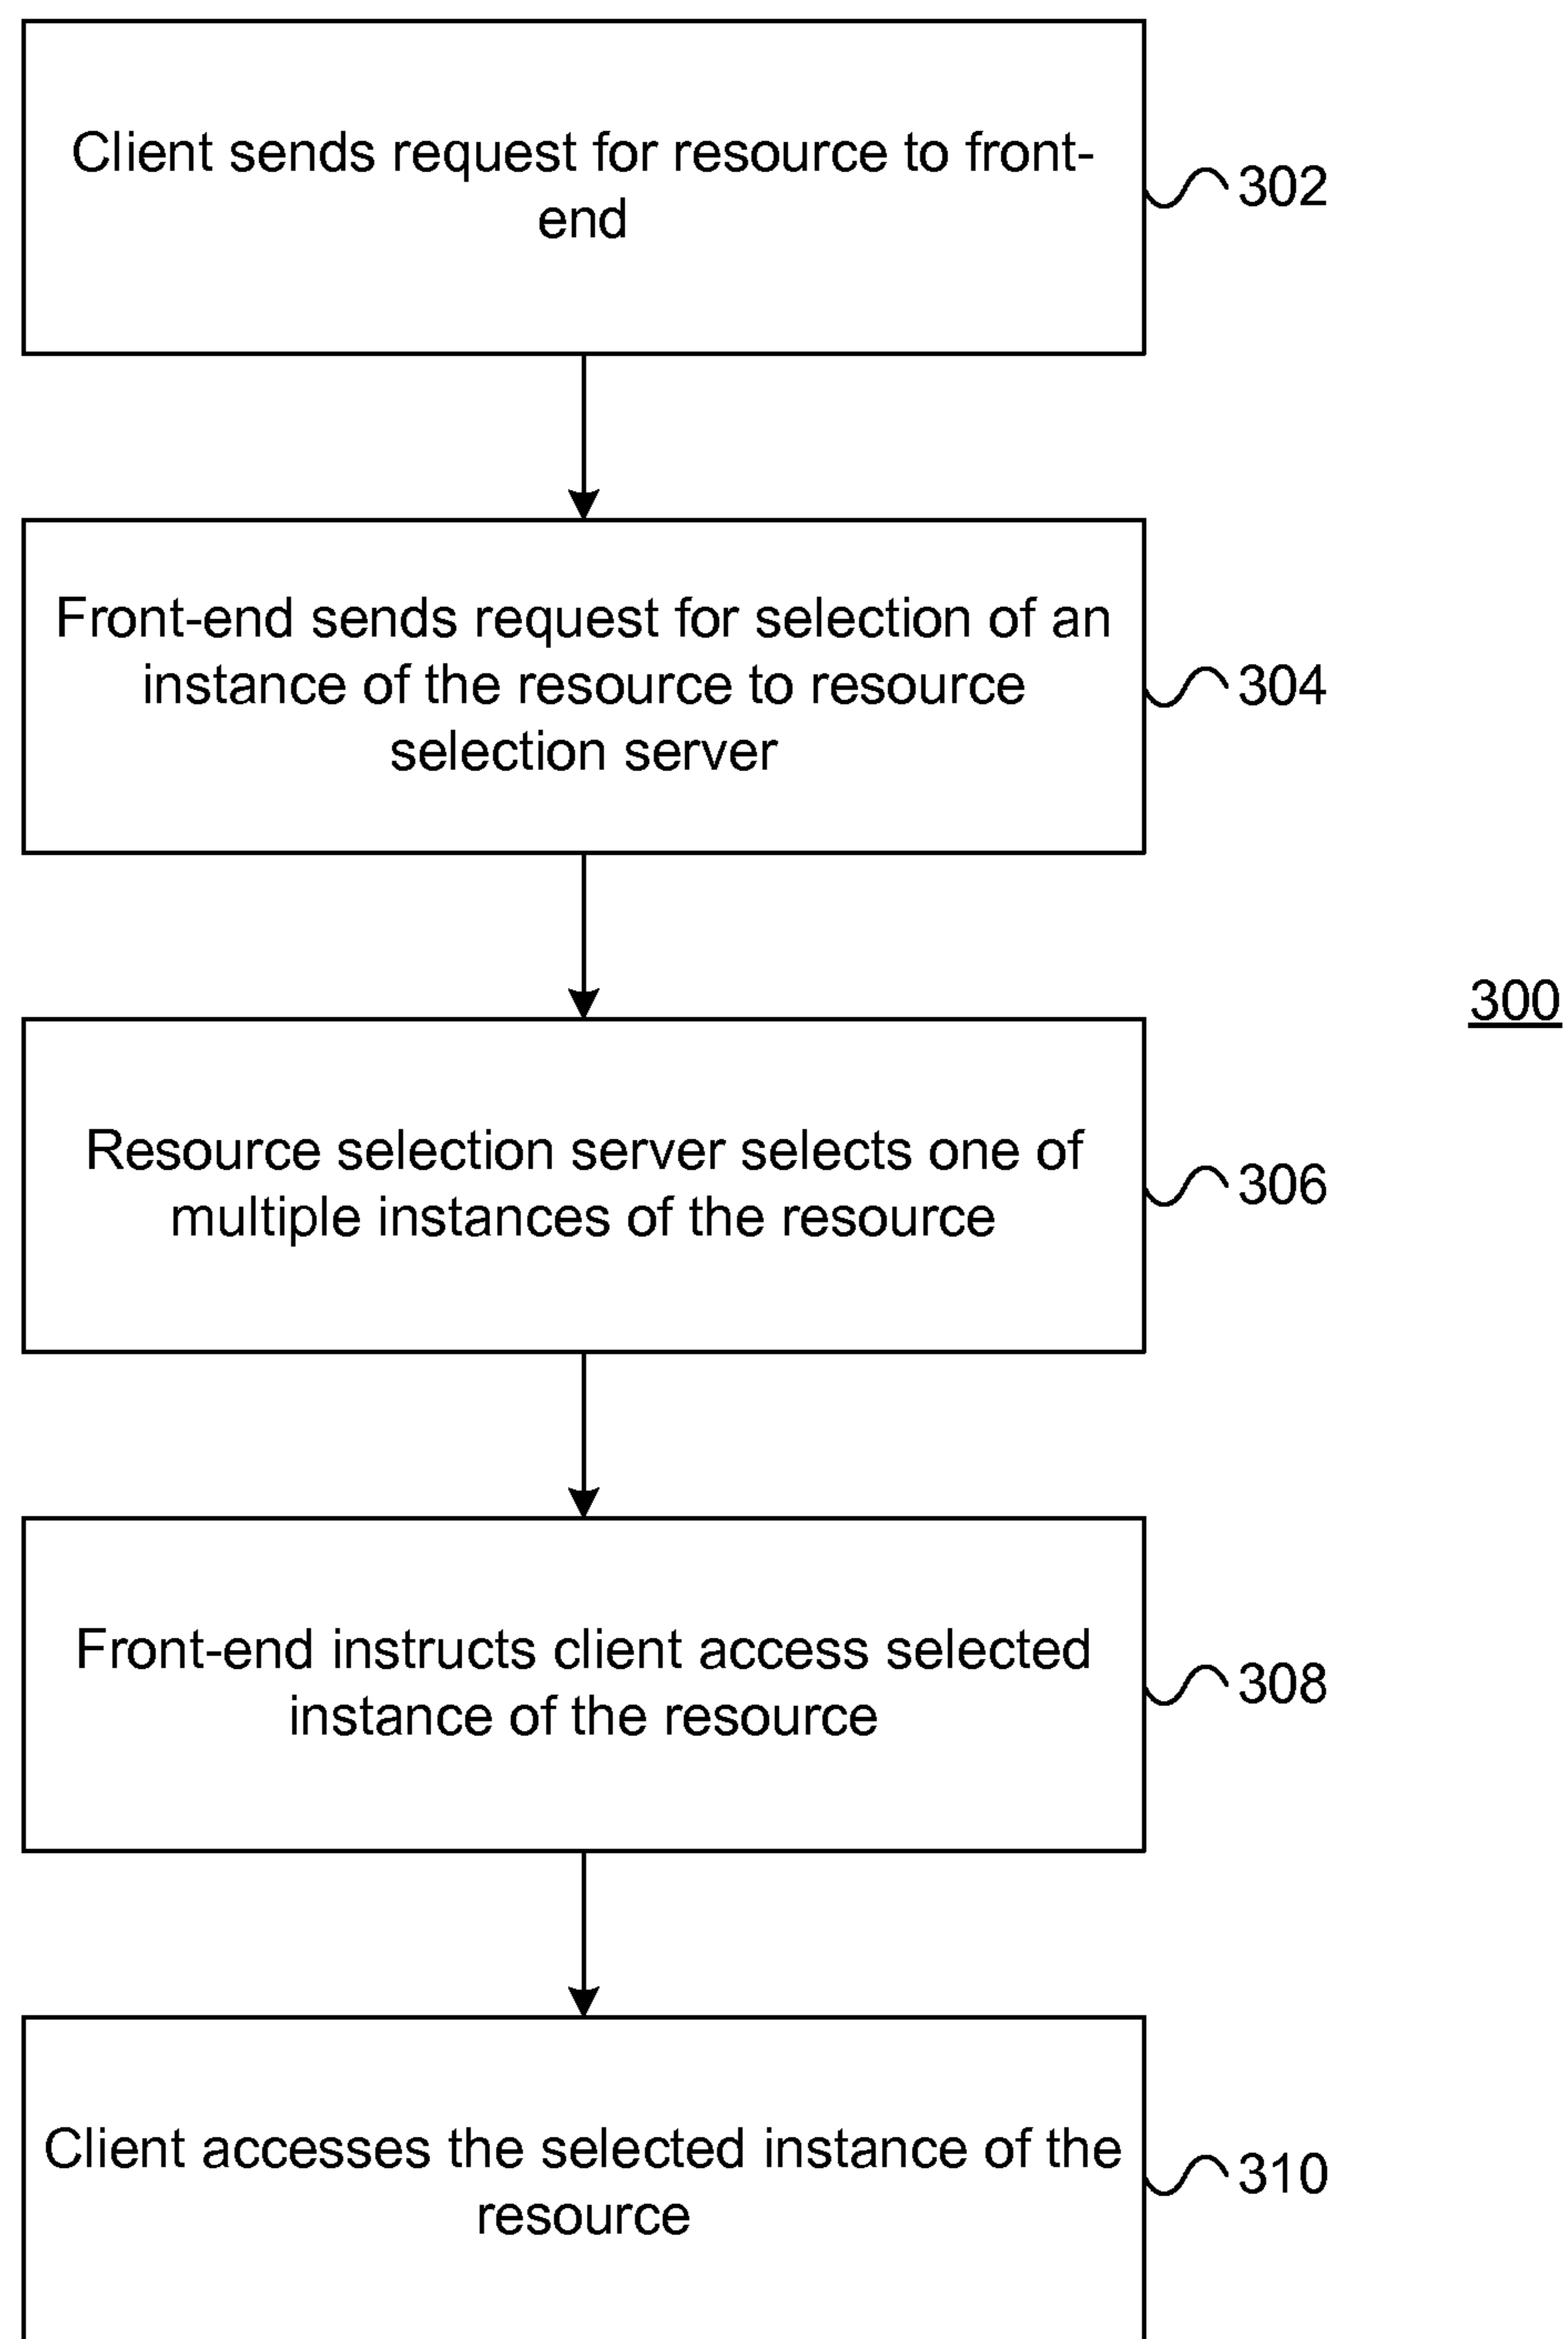 Client sends request for resource to front-
end
302
Front-end sends request for selection of an
instance of the resource to resource
selection server
304
300
Resource selection server selects one of
multiple instances of the resource
306
Front-end instructs client access selected
instance of the resource
308
Client accesses the selected instance of the
resource
310